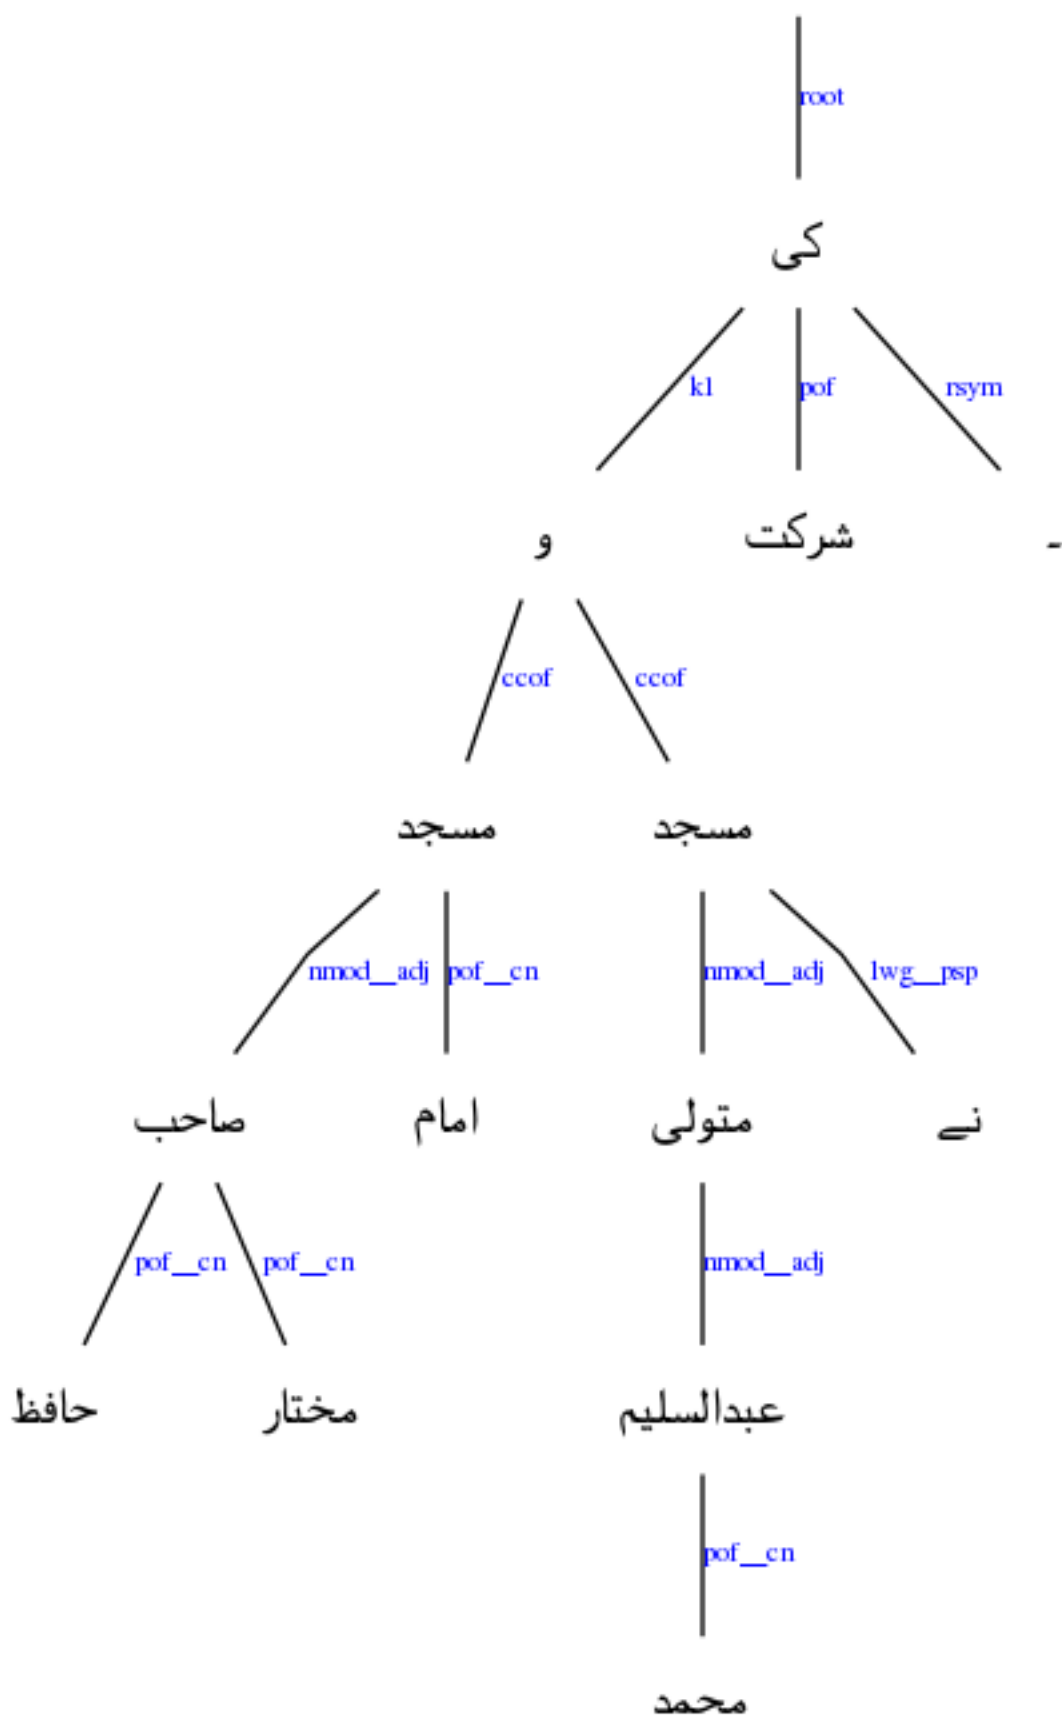 root
کی
k1 pof rsym
و شرکت ۔
ccof ccof
مسجد مسجد
nmod__adj pof__cn nmod__adj lwg__psp
صاحب امام متولی نے
pof__cn pof__cn nmod__adj
حافظ مختار عبدالسلیم
pof__cn
محمد